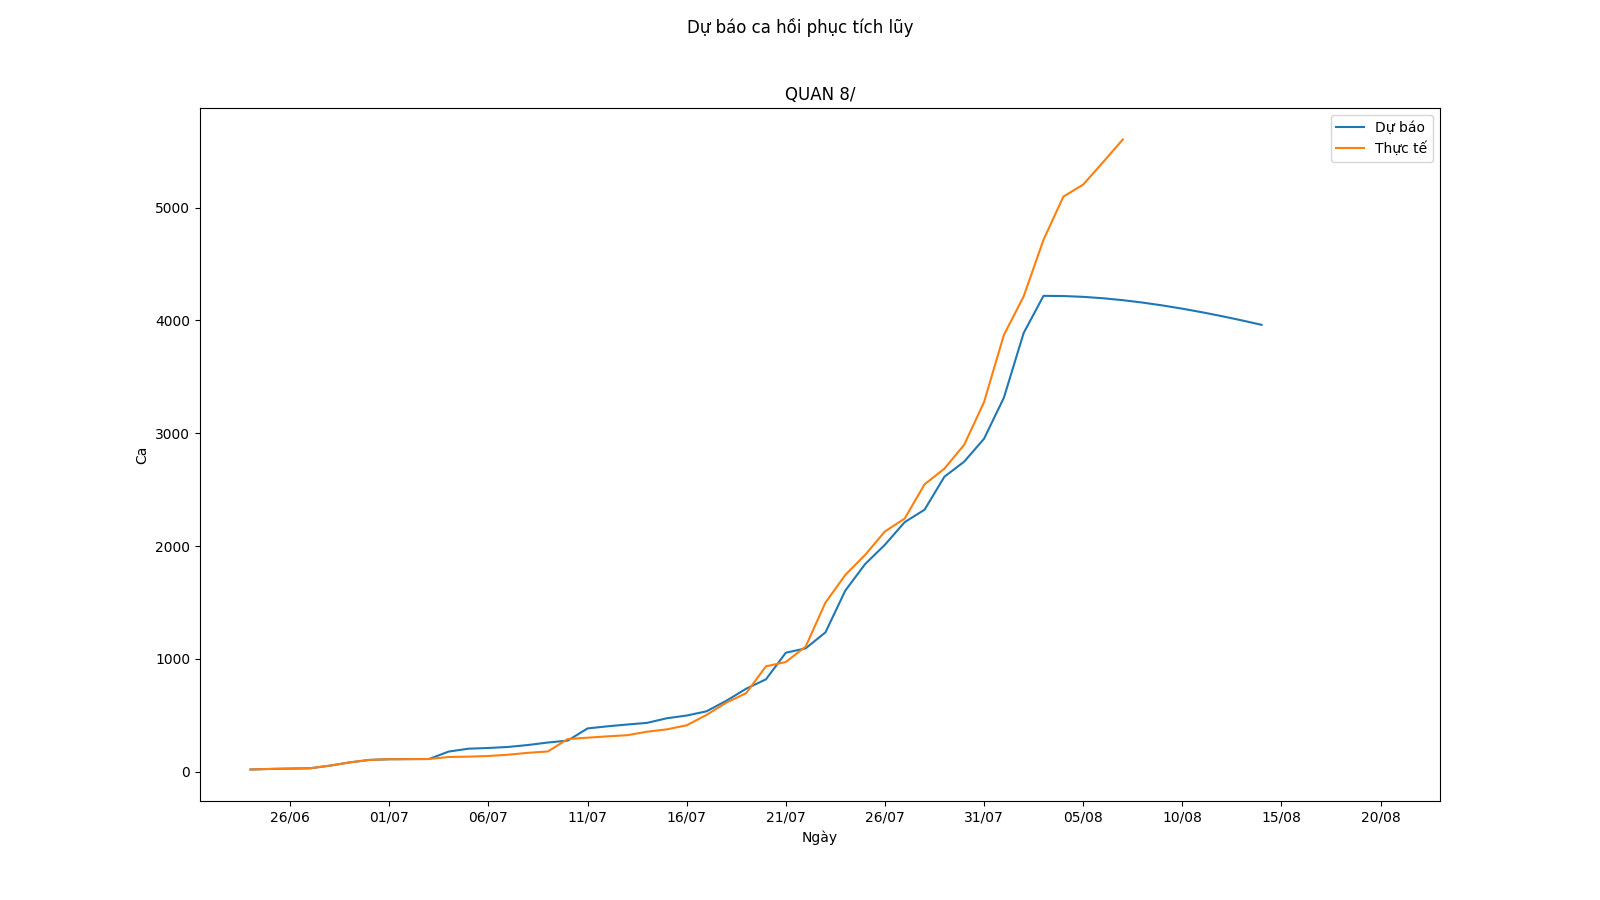 Dự báo ca hồi phục tích lũy
QUAN 8/
Dự báo
Thực tế
5000
4000
3000
2000
1000
0
Ca
26/06 01/07 06/07 11/07 16/07 21/07 26/07 31/07 05/08 10/08 15/08 20/08
Ngày